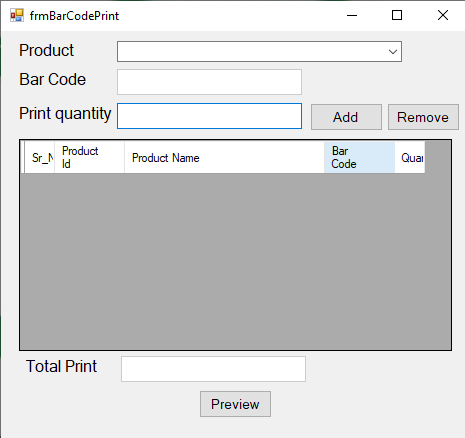 frmBarCodePrint
Product
Bar Code
Print quantity
Add Remove
Sr_N Product Id Product Name Bar Code Quar
Total Print
Preview